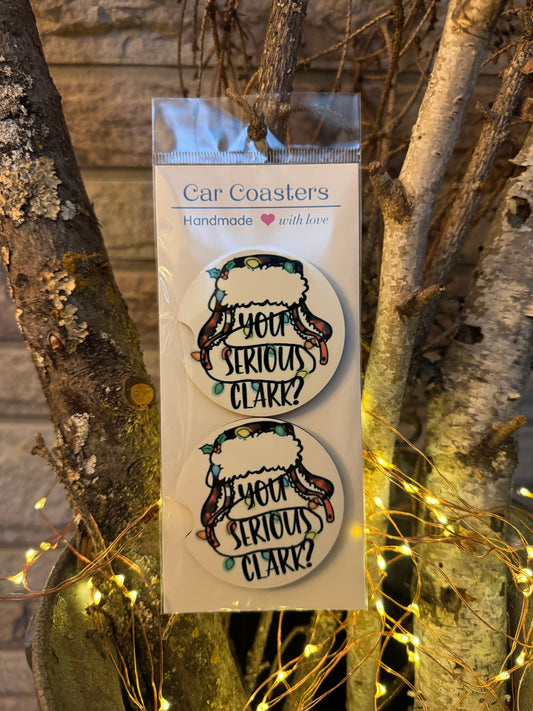 Car Coasters
Handmade with love
YOU
SERIOUS
CLARK?
YOU
SERIOUS
CLARK?